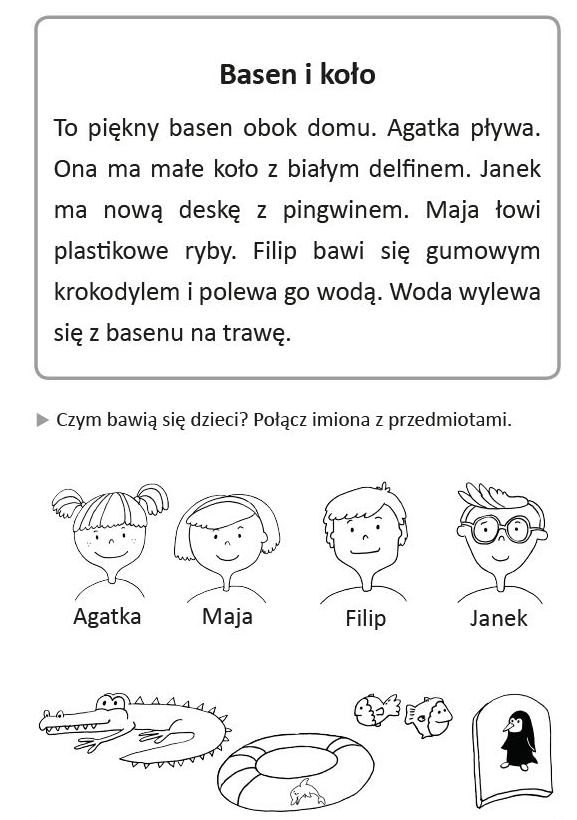 Basen i koło
To piękny basen obok domu. Agatka pływa.
Ona ma małe koło z białym delfinem. Janek
ma nową deskę z pingwinem. Maja łowi
plastikowe ryby. Filip bawi się gumowym
krokodylem i polewa go wodą. Woda wylewa
się z basenu na trawę.
▶ Czym bawią się dzieci? Połącz imiona z przedmiotami.
Agatka Maja Filip Janek